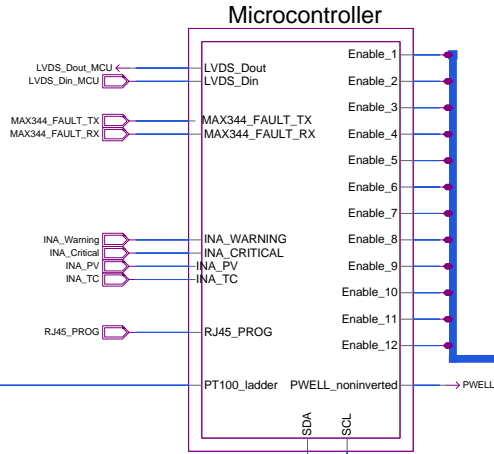 Microcontroller
LVDS_Dout_MCU LVDS_Dout Enable_1
LVDS_Din_MCU LVDS_Din Enable_2
Enable_3
MAX344_FAULT_TX MAX344_FAULT_TX
MAX344_FAULT_RX MAX344_FAULT_RX Enable_4
Enable_5
Enable_6
Enable_7
INA_Warning INA_WARNING Enable_8
INA_Critical INA_CRITICAL
INA_PV INA_PV Enable_9
INA_TC INA_TC
Enable_10
Enable_11
RJ45_PROG RJ45_PROG
Enable_12
PT100_ladder PWELL_noninverted PWELL
SDA SCL